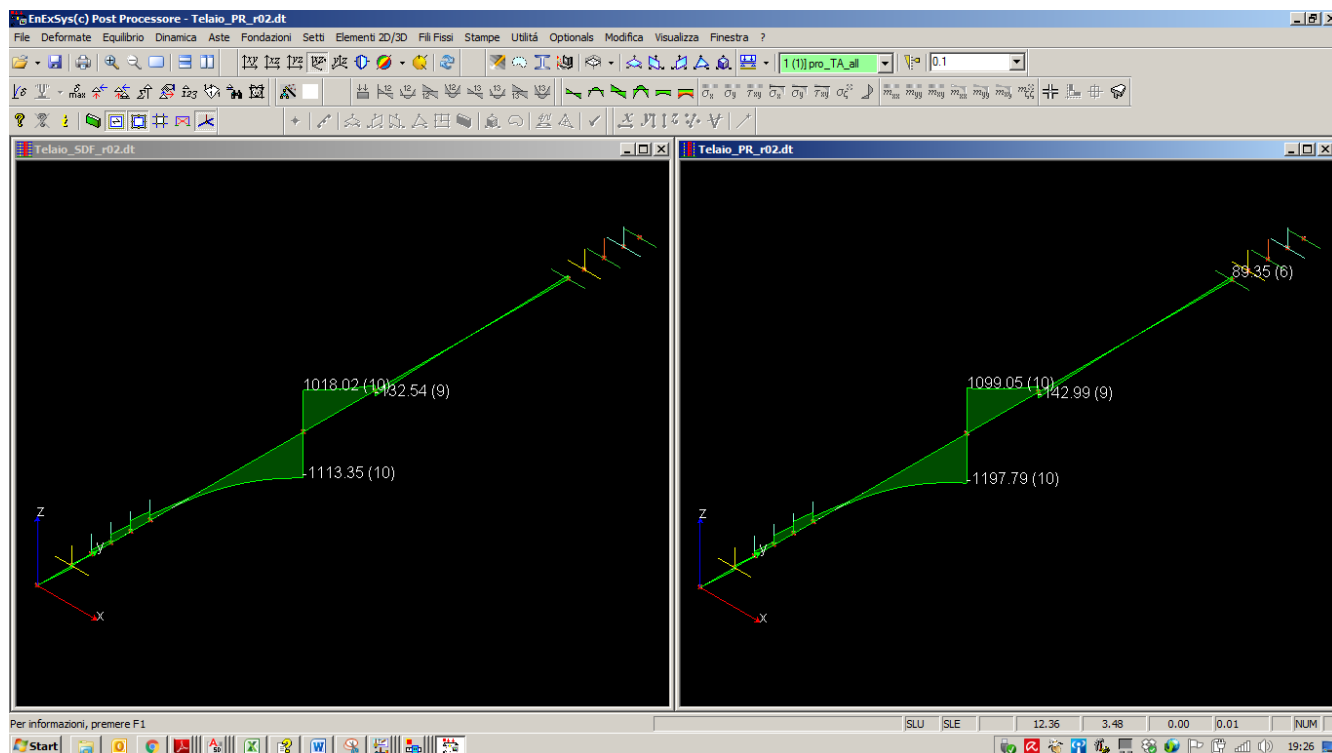 EnExSys(c) Post Processore - Telaio_PR_r02.dt
File Deformate Equilibrio Dinamica Aste Fondazioni Setti Elementi 2D/3D Fili Fissi Stampe Utilitá Optionals Modifica Visualizza Finestra ?
1 (1)] pro_TA_all 0.1
Telaio_SDF_r02.dt
1018.02 (10)
-132.54 (9)
-1113.35 (10)
Z
y
X
Telaio_PR_r02.dt
89.35 (6)
1099.05 (10)
-142.99 (9)
-1197.79 (10)
Z
y
X
Per informazioni, premere F1 SLU SLE 12.36 3.48 0.00 0.01 NUM
Start 19:26